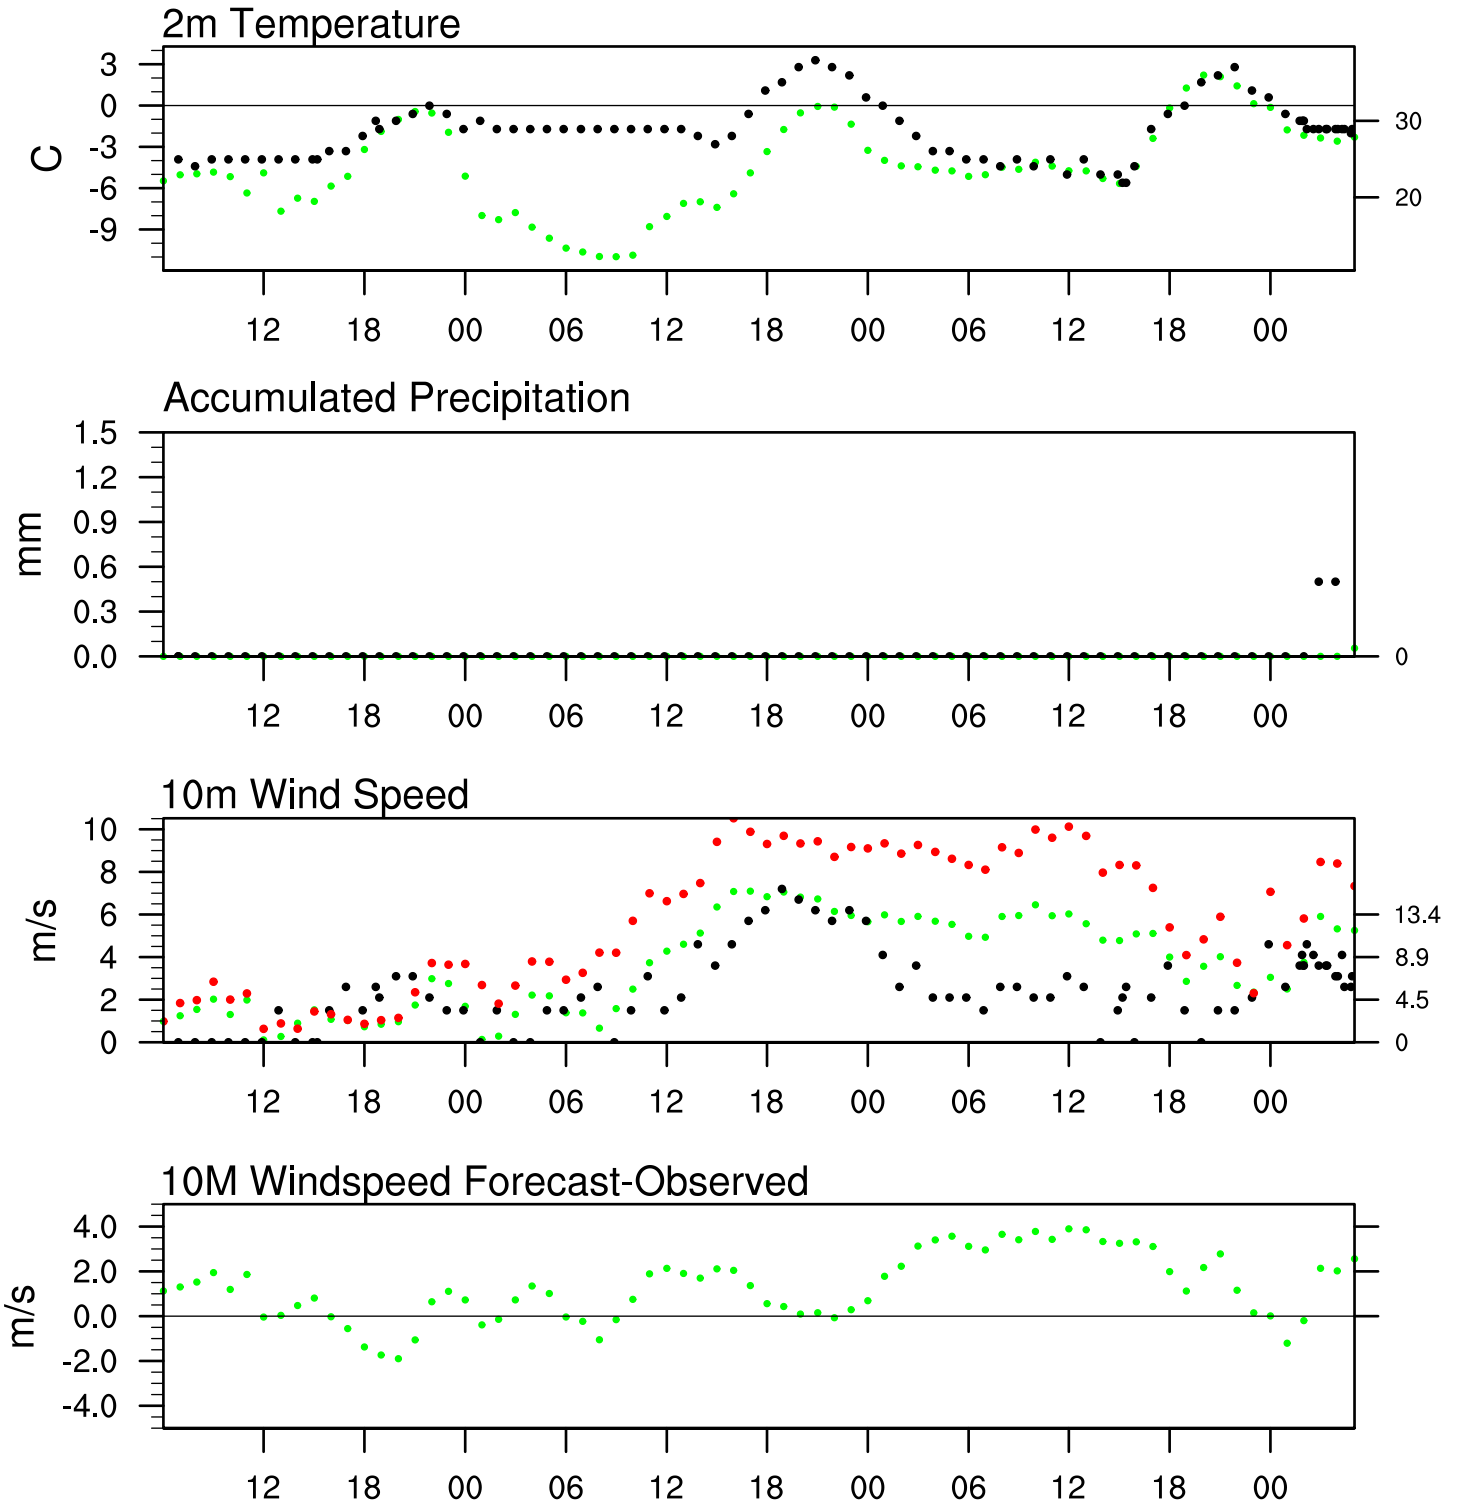 2m Temperature
3
0
-3
-6
-9
C
30
20
12 18 00 06 12 18 00 06 12 18 00
Accumulated Precipitation
1.5
1.2
0.9
0.6
0.3
0.0
mm
0
12 18 00 06 12 18 00 06 12 18 00
10m Wind Speed
10
8
6
4
2
0
m/s
13.4
8.9
4.5
0
12 18 00 06 12 18 00 06 12 18 00
10M Windspeed Forecast-Observed
4.0
2.0
0.0
-2.0
-4.0
m/s
12 18 00 06 12 18 00 06 12 18 00